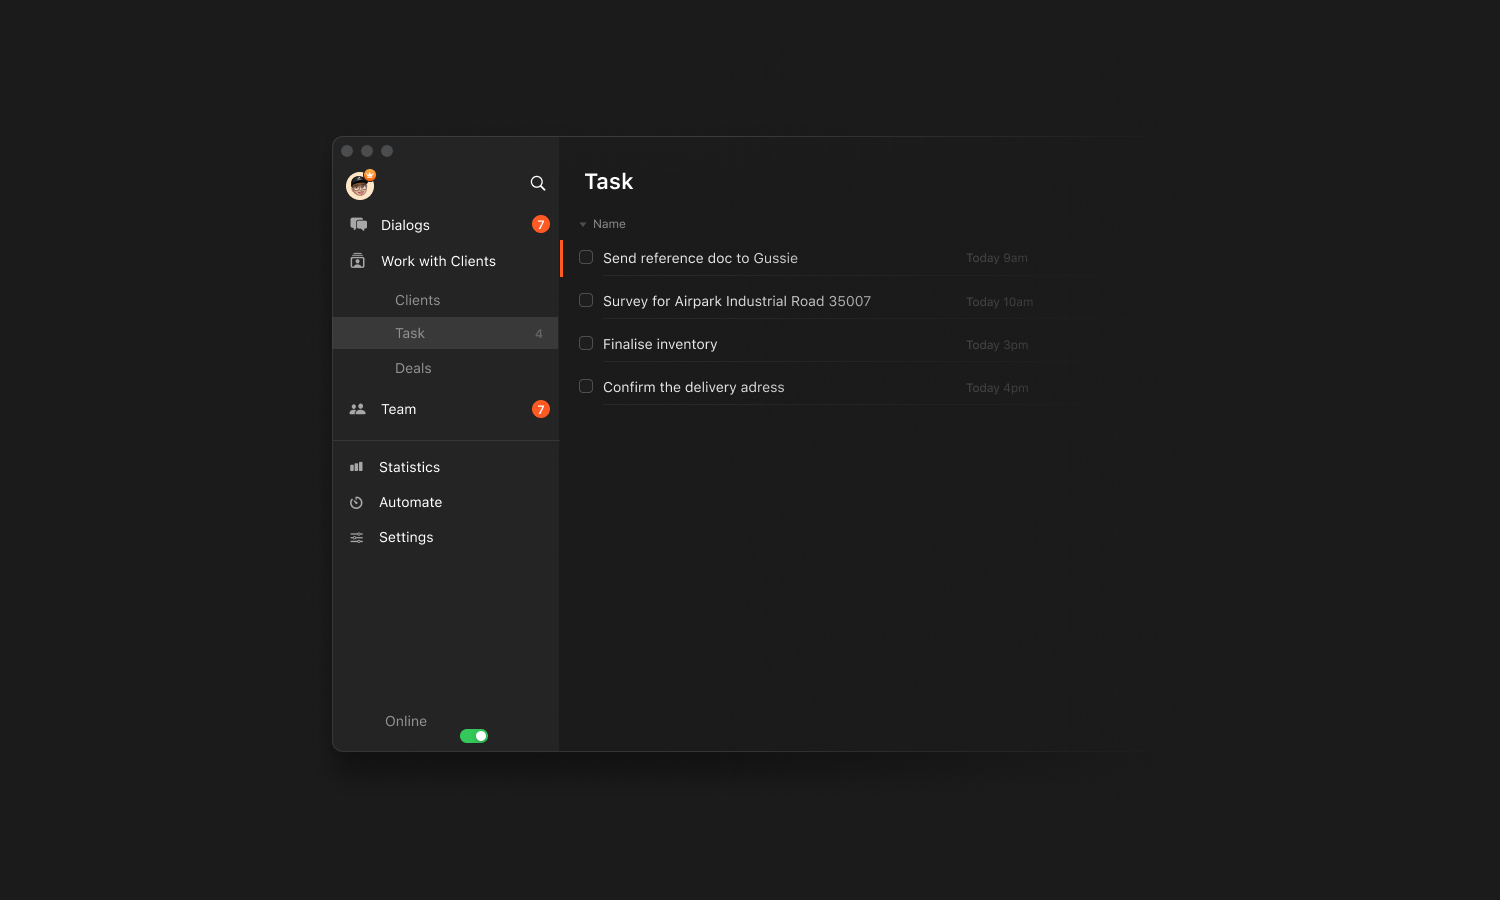 Dialogs 7
Work with Clients
Clients
Task 4
Deals
Team 7
Statistics
Automate
Settings
Online
Task
Name
Send reference doc to Gussie Today 9am
Survey for Airpark Industrial Road 35007 Today 10am
Finalise inventory Today 3pm
Confirm the delivery adress Today 4pm